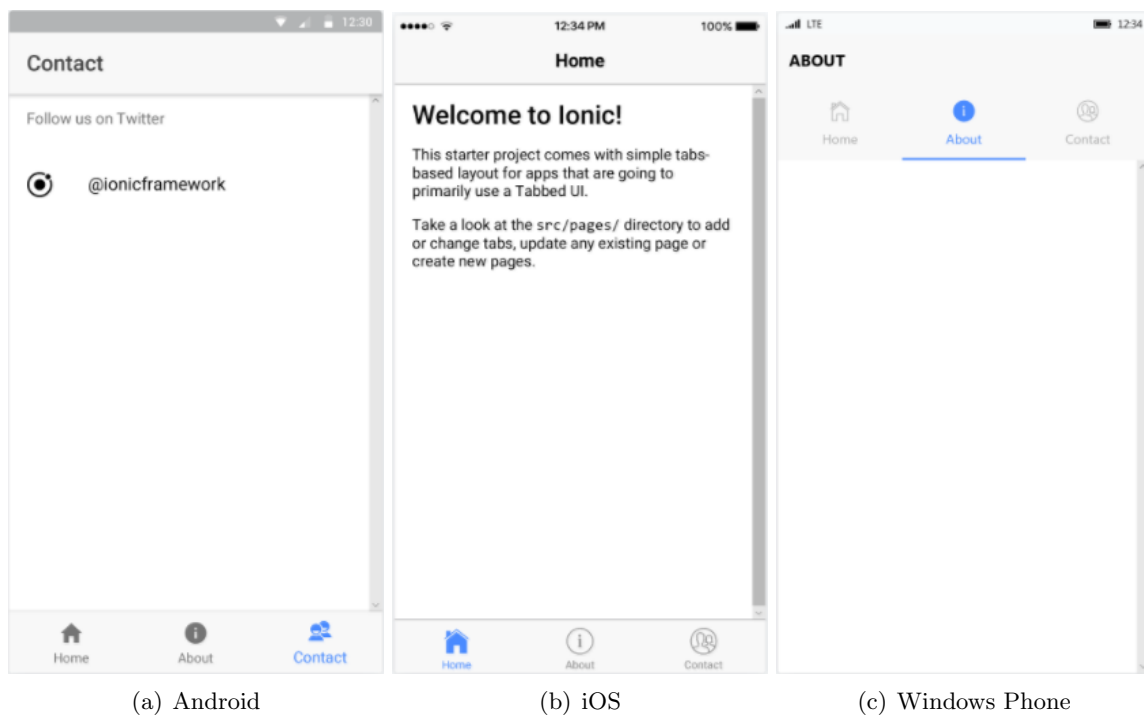 12:30
Contact
Follow us on Twitter
@ionicframework
Home About Contact
(a) Android
12:34 PM 100%
Home
Welcome to Ionic!
This starter project comes with simple tabs-
based layout for apps that are going to
primarily use a Tabbed UI.
Take a look at the src/pages/ directory to add
or change tabs, update any existing page or
create new pages.
Home About Contact
(b) iOS
LTE 12:34
ABOUT
Home About Contact
(c) Windows Phone